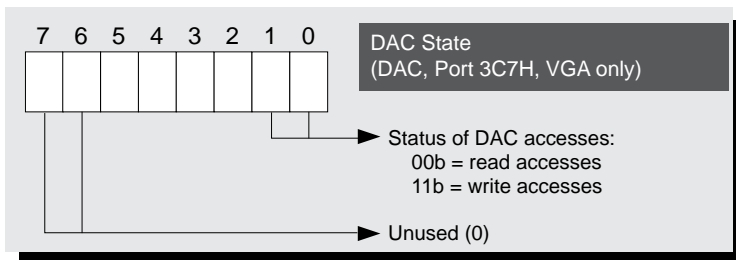 7 6 5 4 3 2 1 0
DAC State
(DAC, Port 3C7H, VGA only)
Status of DAC accesses:
00b = read accesses
11b = write accesses
Unused (0)